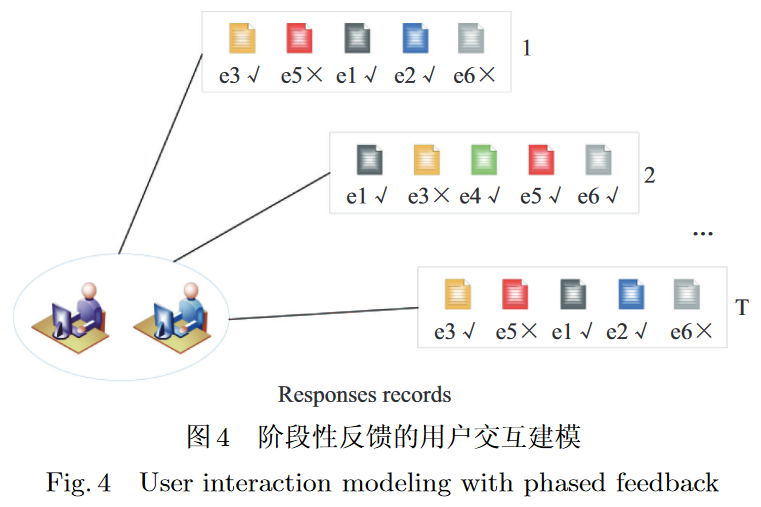 e3 √ e5× e1 √ e2 √ e6×
1
e1 √ e3× e4 √ e5 √ e6 √
2
...
e3 √ e5× e1 √ e2 √ e6×
T
Responses records
图4 阶段性反馈的用户交互建模
Fig. 4 User interaction modeling with phased feedback